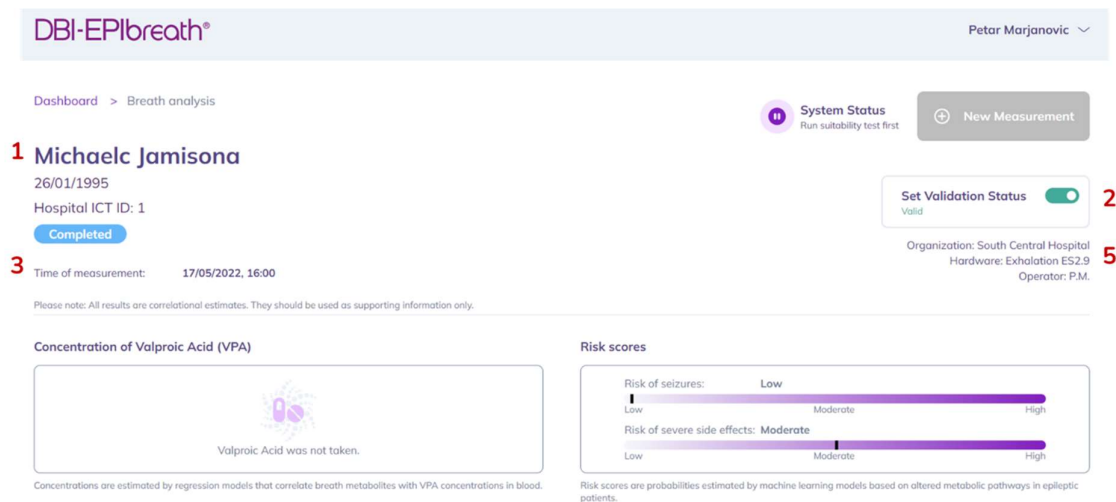 DBI-EPIbreath®
Petar Marjanovic
Dashboard > Breath analysis
System Status
Run suitability test first
New Measurement
1 Michaelc Jamisona
26/01/1995
Hospital ICT ID: 1
Completed
Set Validation Status 2
Valid
3 Time of measurement: 17/05/2022, 16:00
Organization: South Central Hospital
Hardware: Exhalation ES2.9 5
Operator: P.M.
Please note: All results are correlational estimates. They should be used as supporting information only.
Concentration of Valproic Acid (VPA)
Valproic Acid was not taken.
Concentrations are estimated by regression models that correlate breath metabolites with VPA concentrations in blood.
Risk scores
Risk of seizures: Low
Low Moderate High
Risk of severe side effects: Moderate
Low Moderate High
Risk scores are probabilities estimated by machine learning models based on altered metabolic pathways in epileptic
patients.